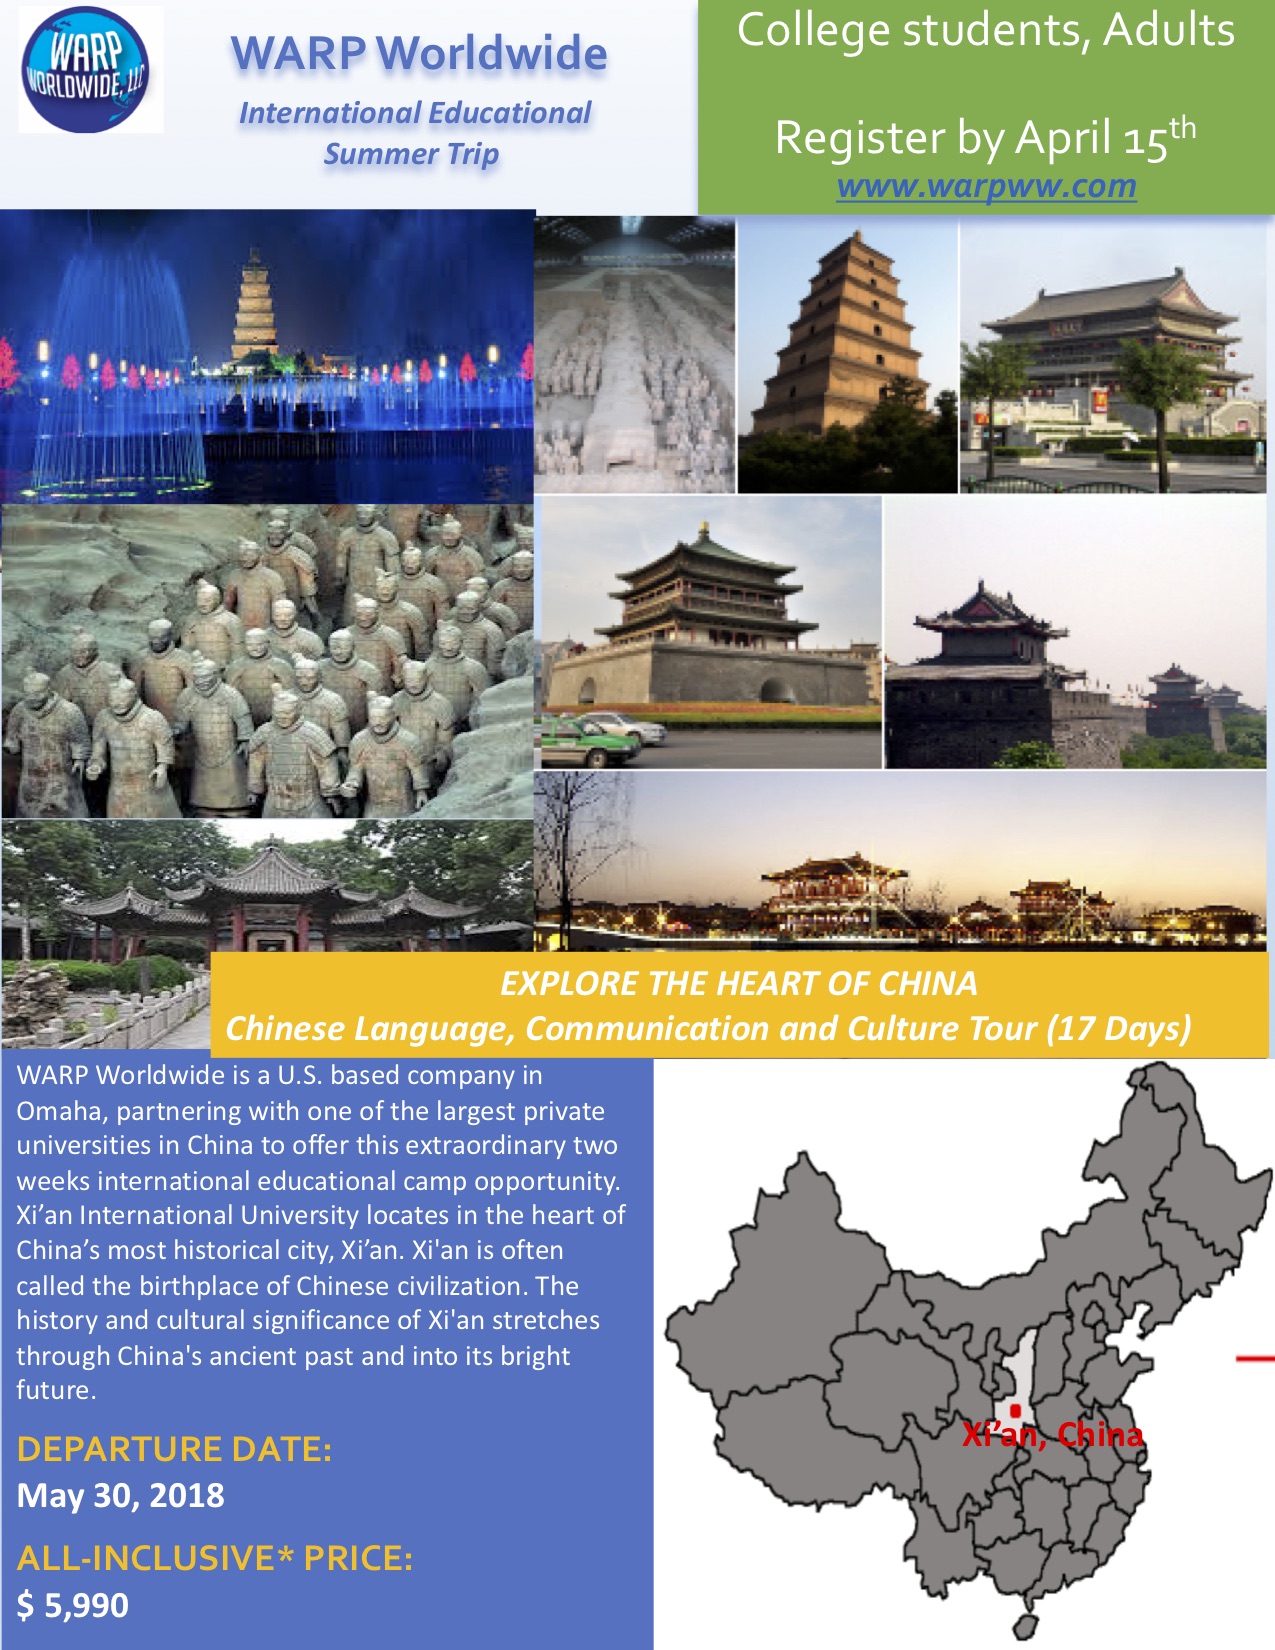 WARP
WORLDWIDE, LLC
WARP Worldwide
International Educational
Summer Trip
College students, Adults
Register by April 15th
www.warpww.com
EXPLORE THE HEART OF CHINA
Chinese Language, Communication and Culture Tour (17 Days)
WARP Worldwide is a U.S. based company in
Omaha, partnering with one of the largest private
universities in China to offer this extraordinary two
weeks international educational camp opportunity.
Xi’an International University locates in the heart of
China’s most historical city, Xi’an. Xi'an is often
called the birthplace of Chinese civilization. The
history and cultural significance of Xi'an stretches
through China's ancient past and into its bright
future.
DEPARTURE DATE:
May 30, 2018
ALL-INCLUSIVE* PRICE:
$ 5,990
Xi’an, China